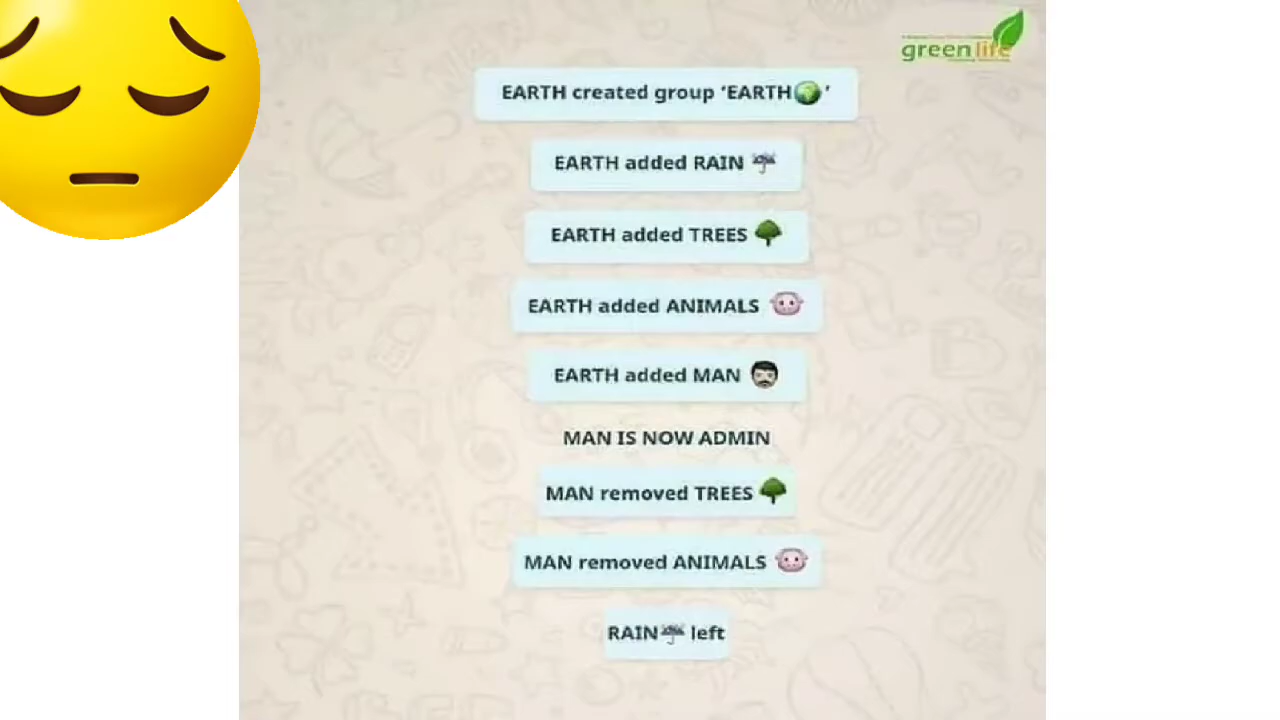 green life
EARTH created group ‘EARTH🌍’
EARTH added RAIN ☔
EARTH added TREES 🌳
EARTH added ANIMALS 🐷
EARTH added MAN 👨
MAN IS NOW ADMIN
MAN removed TREES 🌳
MAN removed ANIMALS 🐷
RAIN☔ left